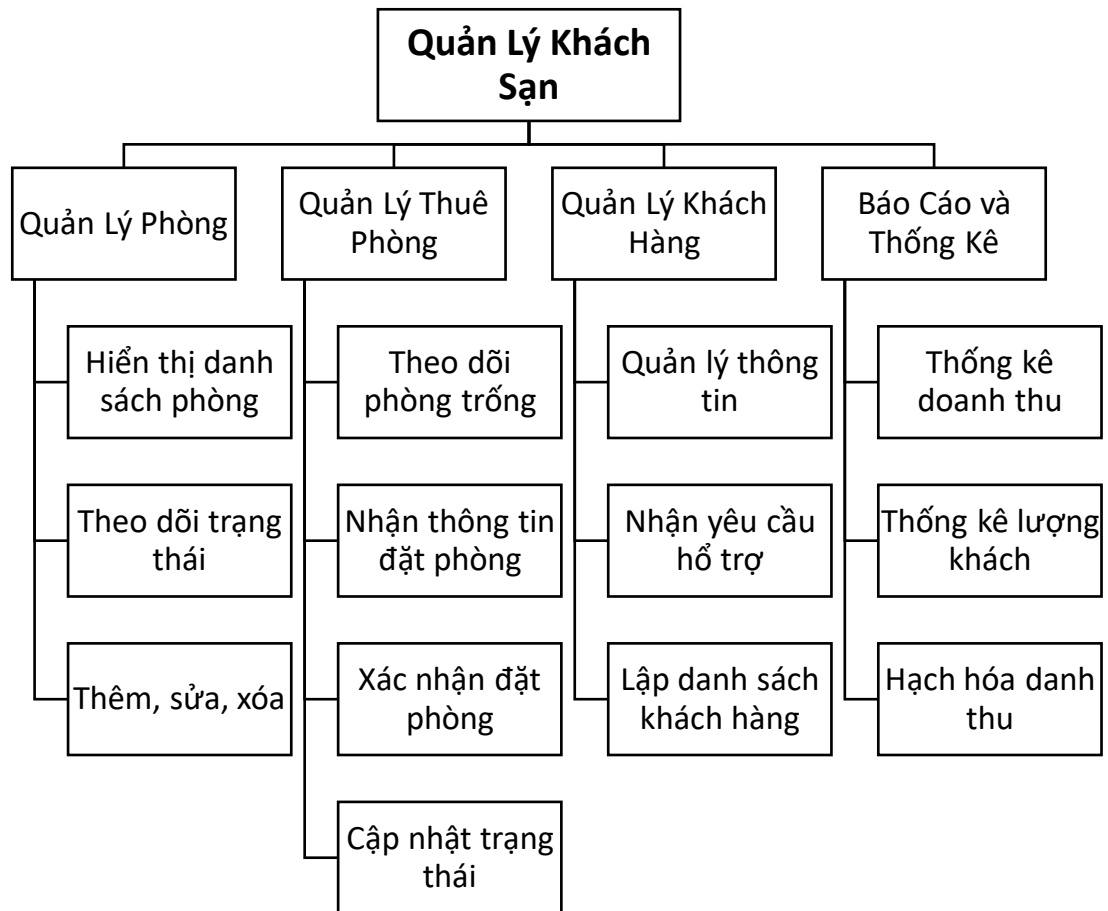 Quản Lý Khách
Sạn
Quản Lý Phòng
Quản Lý Thuê
Phòng
Quản Lý Khách
Hàng
Báo Cáo và
Thống Kê
Hiển thị danh
sách phòng
Theo dõi trạng
thái
Thêm, sửa, xóa
Theo dõi
phòng trống
Nhận thông tin
đặt phòng
Xác nhận đặt
phòng
Cập nhật trạng
thái
Quản lý thông
tin
Nhận yêu cầu
hổ trợ
Lập danh sách
khách hàng
Thống kê
doanh thu
Thống kê lượng
khách
Hạch hóa danh
thu